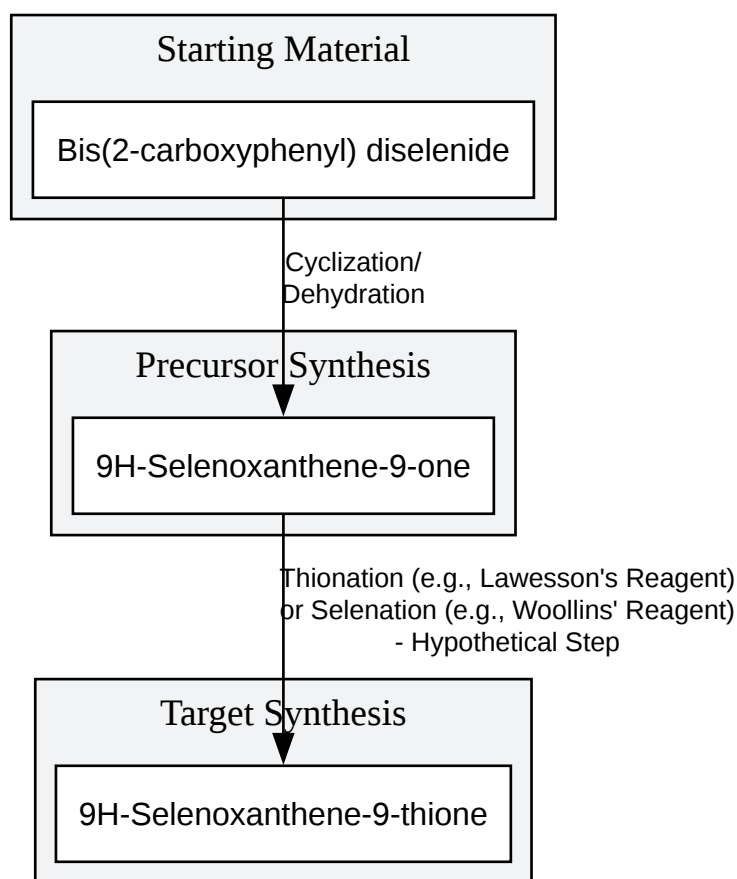 Starting Material
Bis(2-carboxyphenyl) diselenide
Cyclization/
Dehydration
Precursor Synthesis
9H-Selenoxanthene-9-one
Thionation (e.g., Lawesson's Reagent)
or Selenation (e.g., Woollins' Reagent)
- Hypothetical Step
Target Synthesis
9H-Selenoxanthene-9-thione